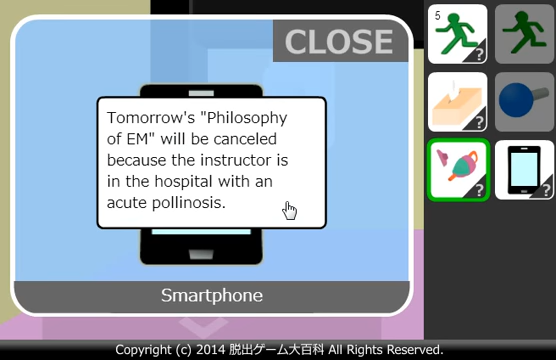 CLOSE
5
?
Tomorrow's "Philosophy
of EM" will be canceled
because the instructor is
in the hospital with an
acute pollinosis.
?
?
?
Smartphone
Copyright (c) 2014 脱出ゲーム大百科 All Rights Reserved.